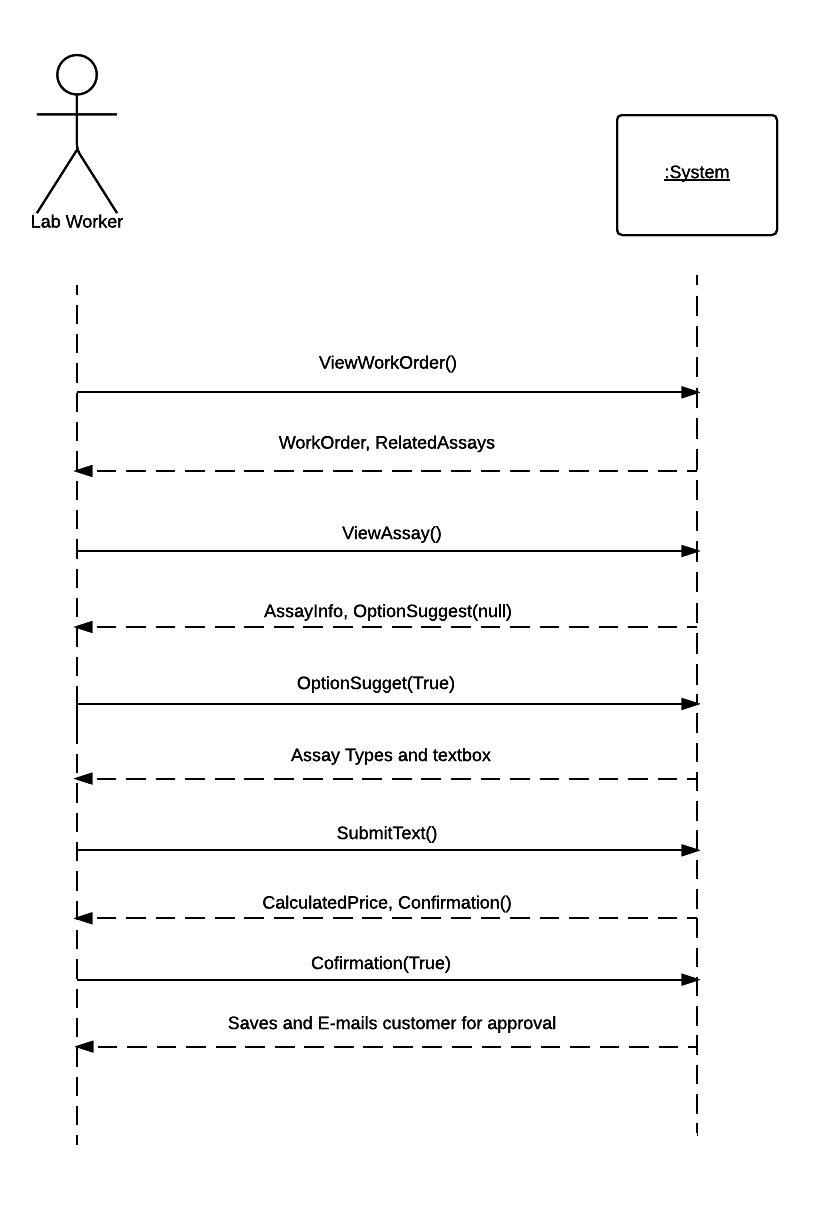 Lab Worker
:System
ViewWorkOrder()
WorkOrder, RelatedAssays
ViewAssay()
AssayInfo, OptionSuggest(null)
OptionSugget(True)
Assay Types and textbox
SubmitText()
CalculatedPrice, Confirmation()
Cofirmation(True)
Saves and E-mails customer for approval